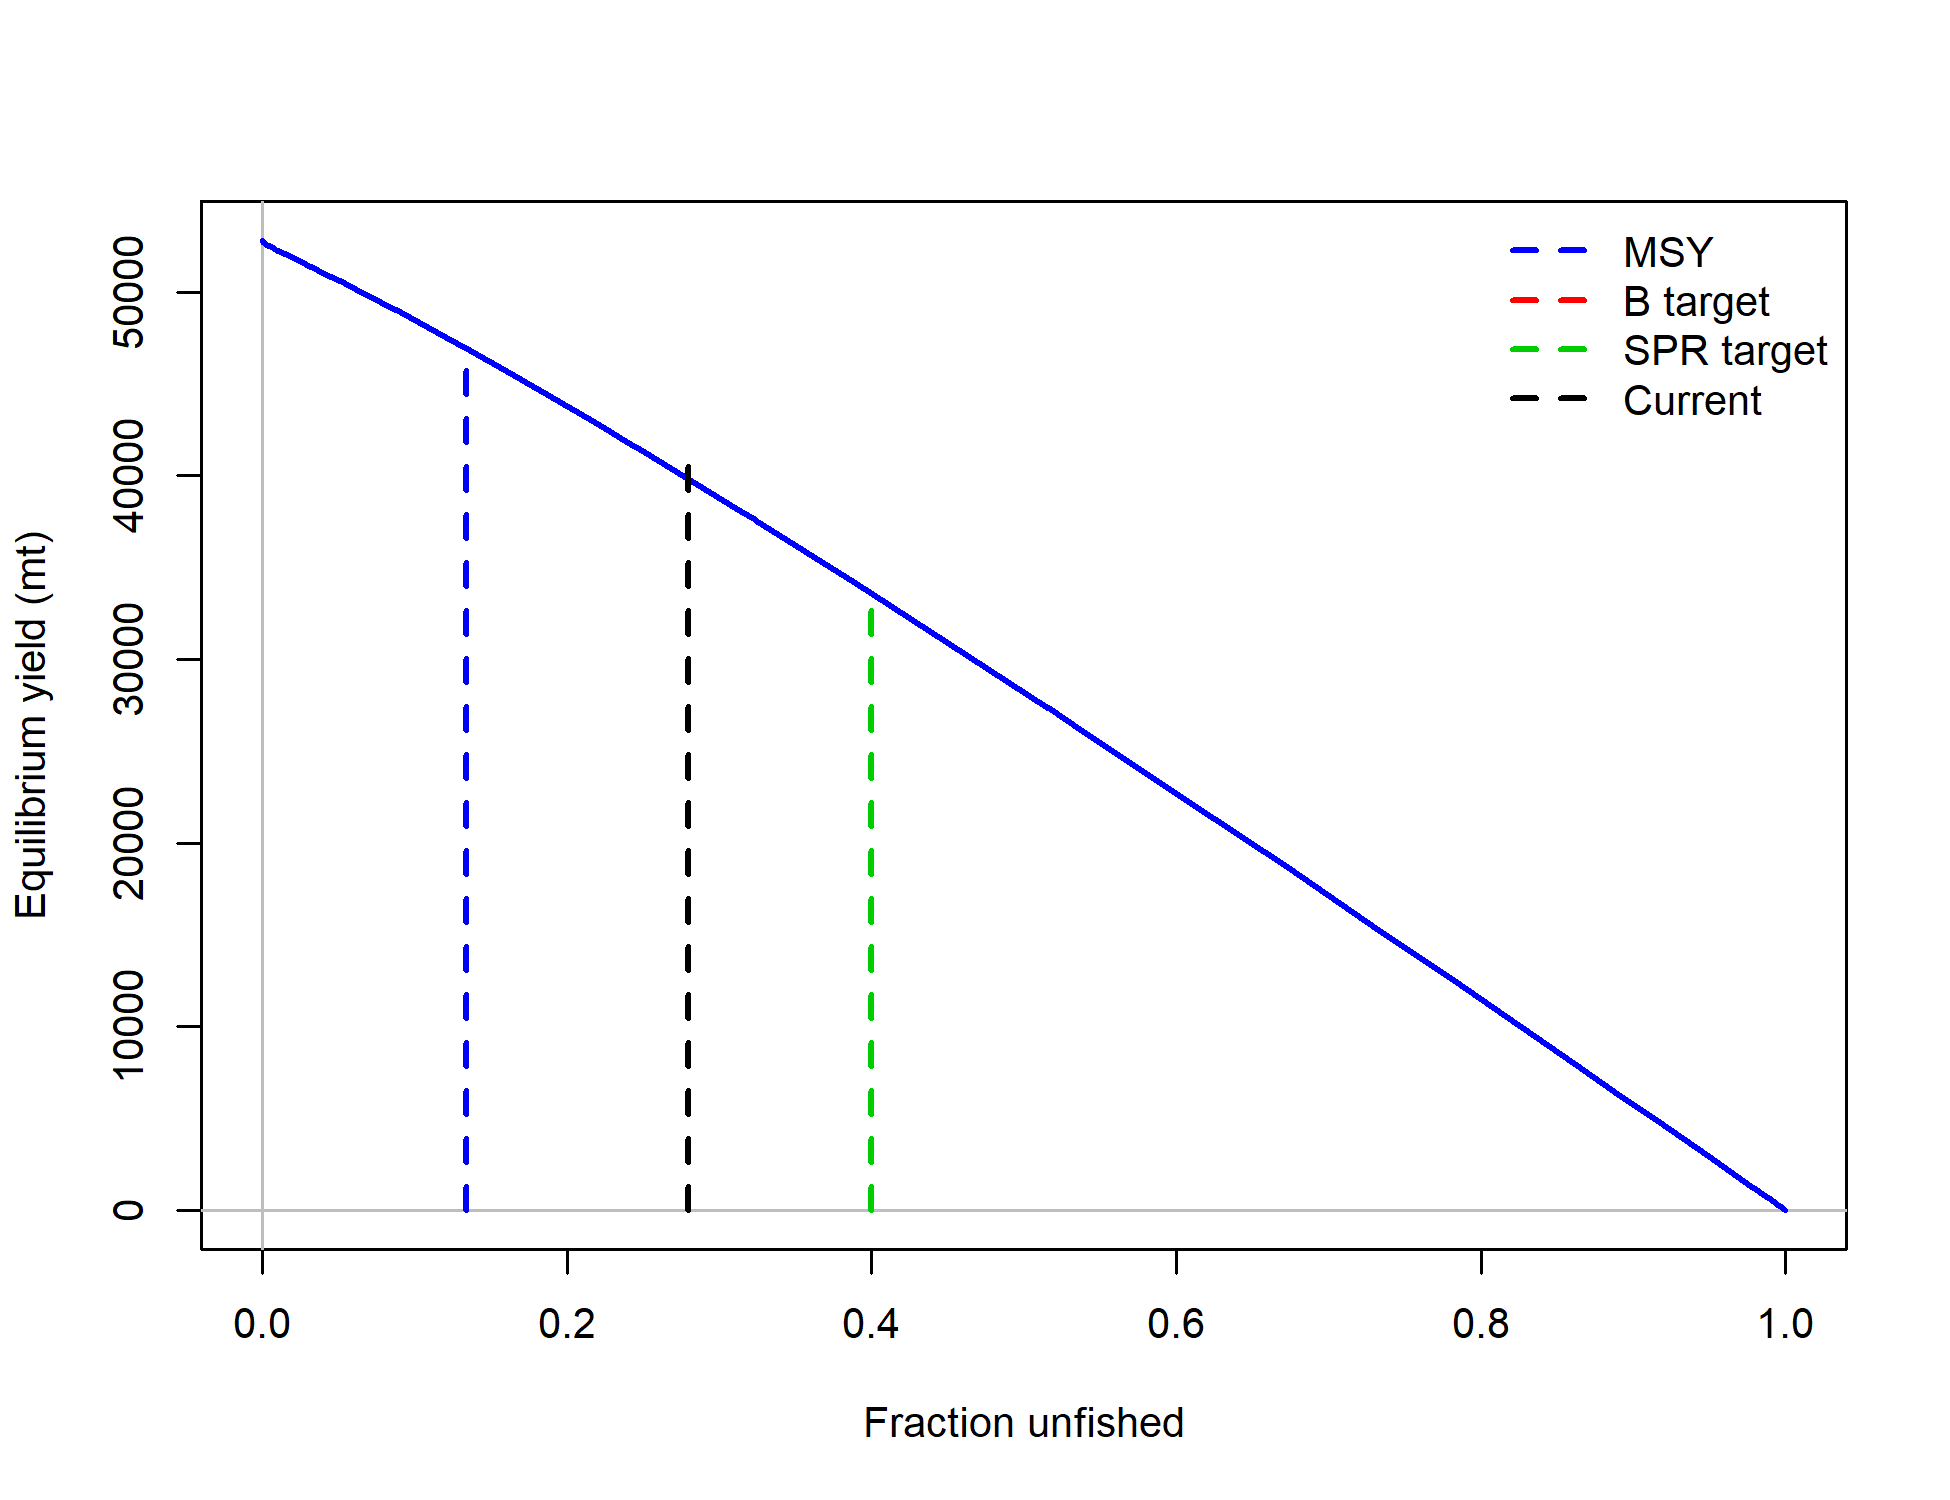 MSY
B target
SPR target
Current
Equilibrium yield (mt)
50000
40000
30000
20000
10000
0
0.0 0.2 0.4 0.6 0.8 1.0
Fraction unfished